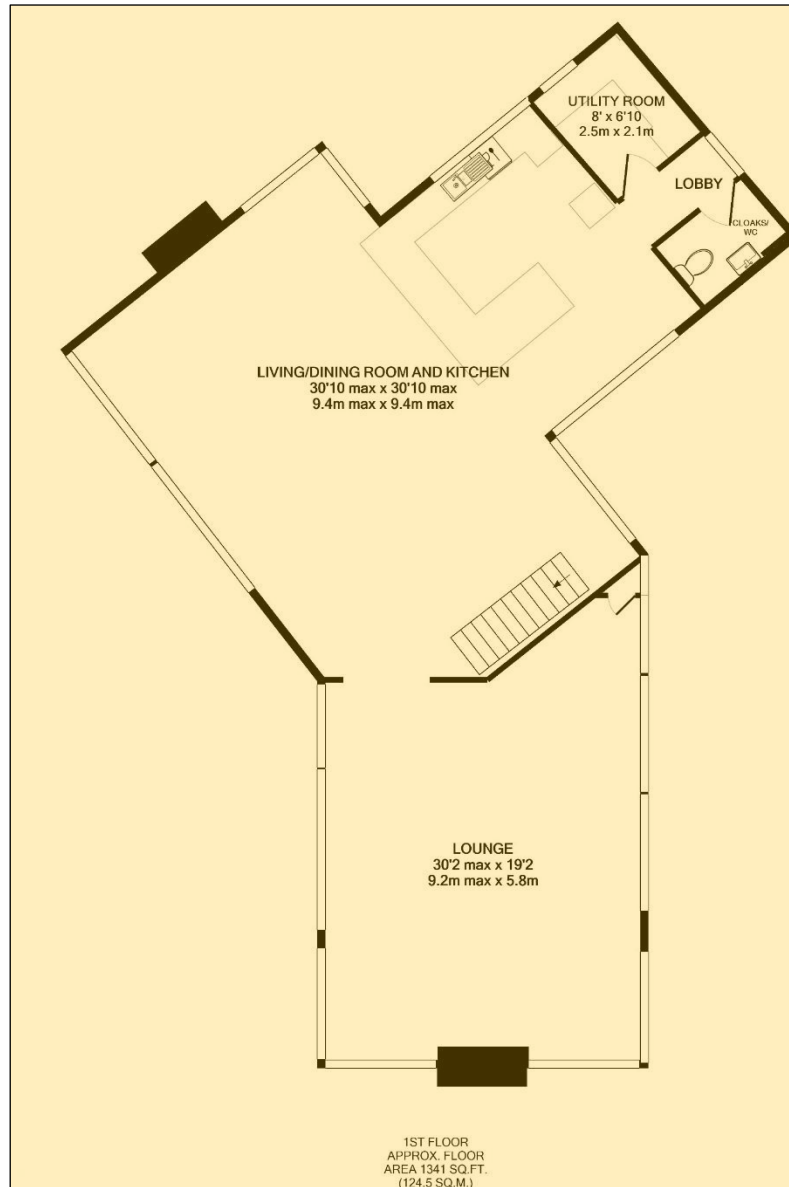 UTILITY ROOM
8' x 6'10
2.5m x 2.1m
LOBBY
CLOAKS/
WC
LIVING/DINING ROOM AND KITCHEN
30'10 max x 30'10 max
9.4m max x 9.4m max
LOUNGE
30'2 max x 19'2
9.2m max x 5.8m
1ST FLOOR
APPROX. FLOOR
AREA 1341 SQ.FT.
(124.5 SQ.M.)